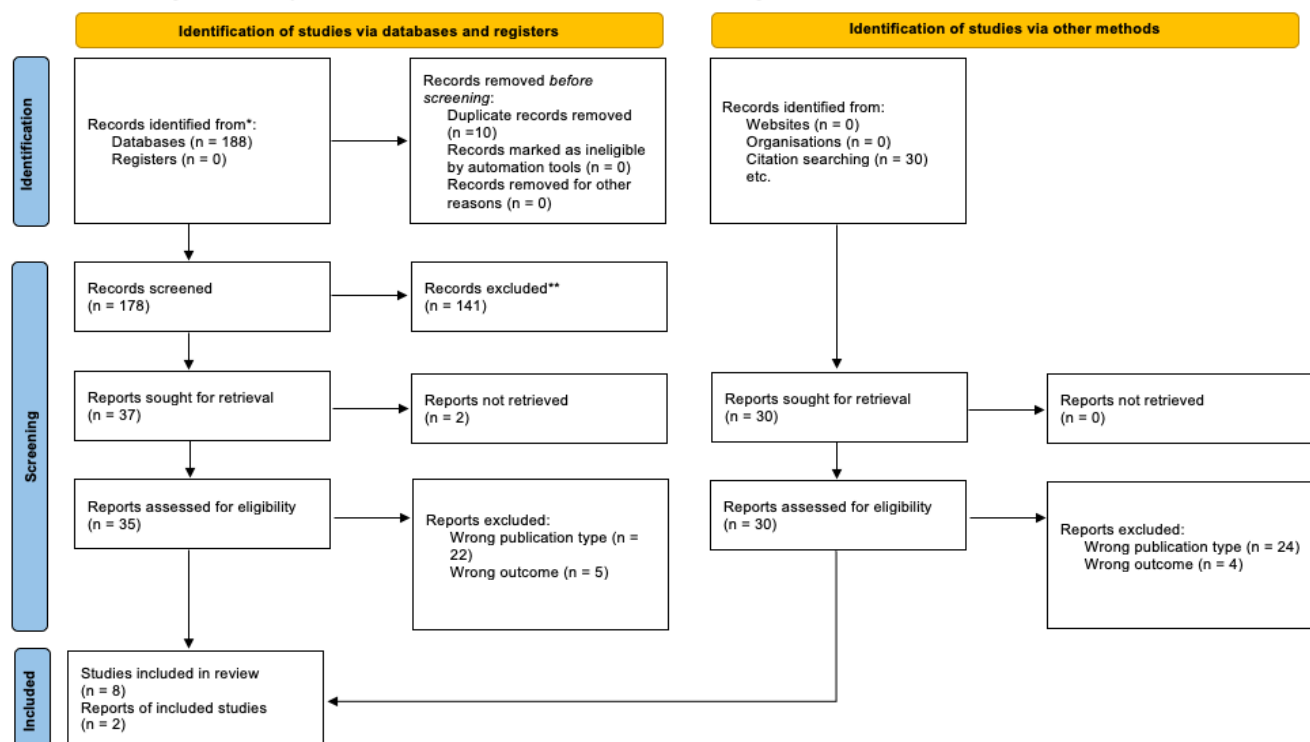 Identification of studies via databases and registers
Identification of studies via other methods
Identification
Records identified from*:
Databases (n = 188)
Registers (n = 0)
Records removed before
screening:
Duplicate records removed
(n =10)
Records marked as ineligible
by automation tools (n = 0)
Records removed for other
reasons (n = 0)
Records identified from:
Websites (n = 0)
Organisations (n = 0)
Citation searching (n = 30)
etc.
Screening
Records screened
(n = 178)
Records excluded**
(n = 141)
Reports sought for retrieval
(n = 37)
Reports not retrieved
(n = 2)
Reports sought for retrieval
(n = 30)
Reports not retrieved
(n = 0)
Reports assessed for eligibility
(n = 35)
Reports excluded:
Wrong publication type (n =
22)
Wrong outcome (n = 5)
Reports assessed for eligibility
(n = 30)
Reports excluded:
Wrong publication type (n = 24)
Wrong outcome (n = 4)
Included
Studies included in review
(n = 8)
Reports of included studies
(n = 2)